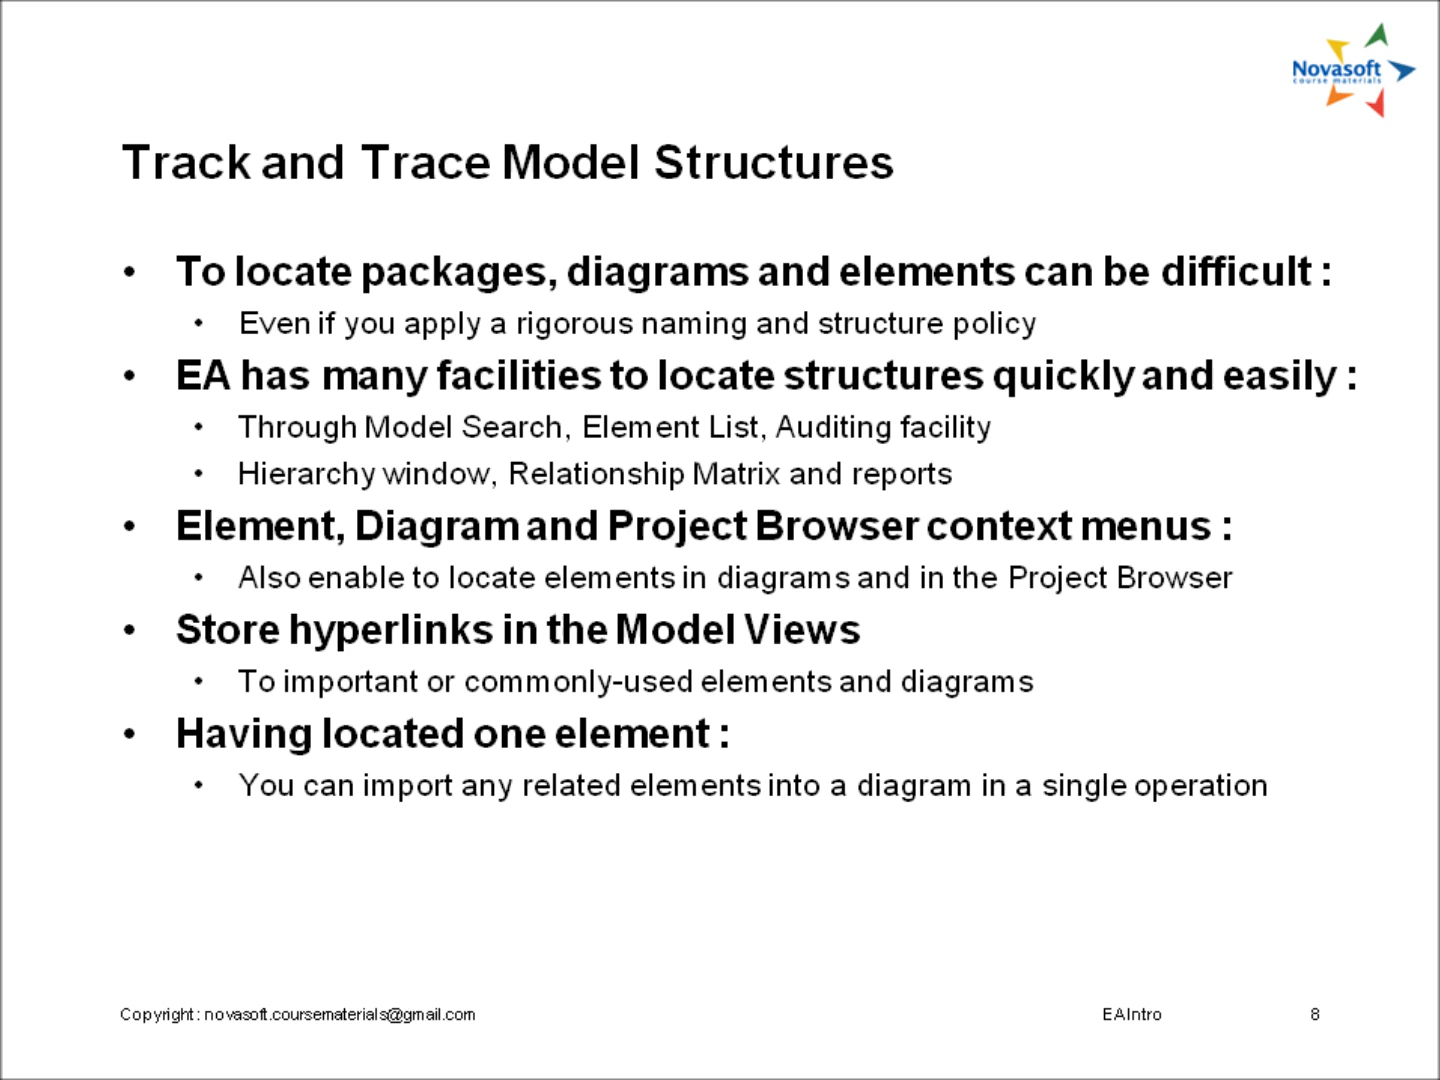 Novasoft
course materials
Track and Trace Model Structures
• To locate packages, diagrams and elements can be difficult :
• Even if you apply a rigorous naming and structure policy
• EA has many facilities to locate structures quickly and easily :
• Through Model Search, Element List, Auditing facility
• Hierarchy window, Relationship Matrix and reports
• Element, Diagram and Project Browser context menus :
• Also enable to locate elements in diagrams and in the Project Browser
• Store hyperlinks in the Model Views
• To important or commonly-used elements and diagrams
• Having located one element :
• You can import any related elements into a diagram in a single operation
Copyright : novasoft.coursematerials@gmail.com EAIntro 8